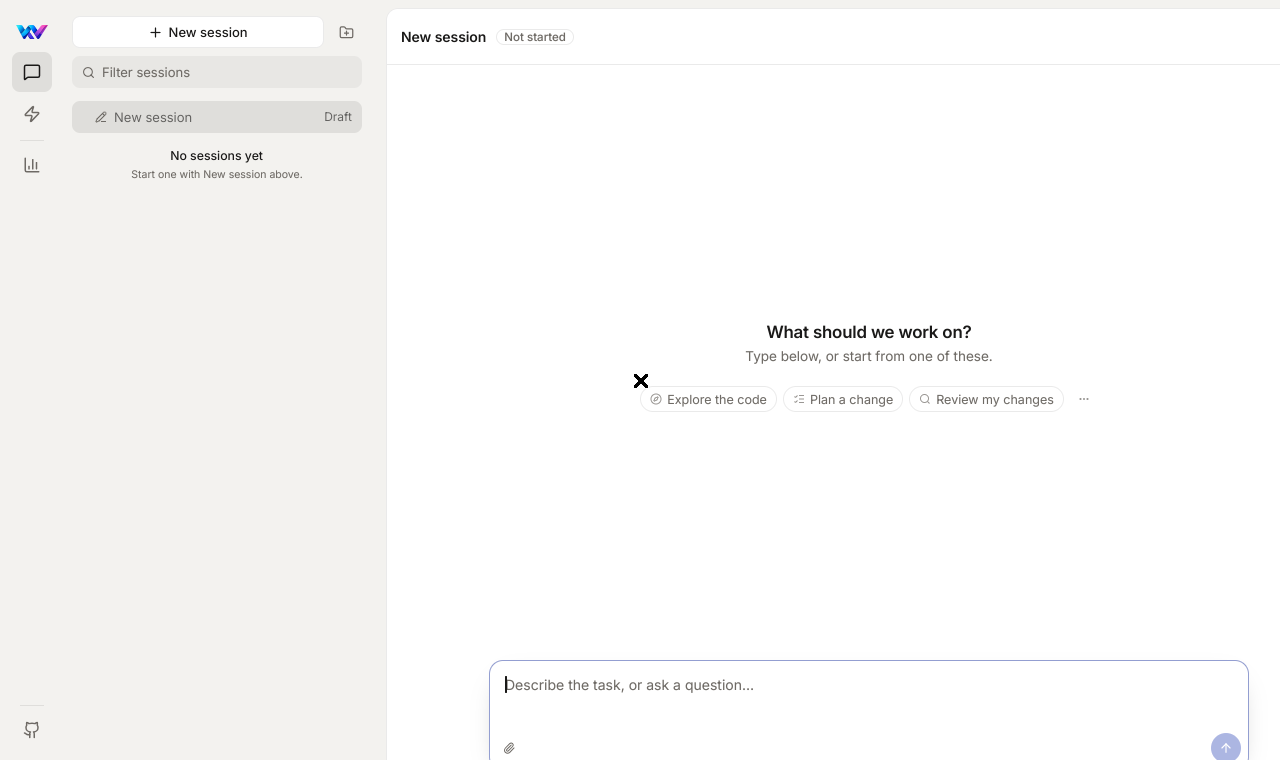 New session
Filter sessions
New session Draft
No sessions yet
Start one with New session above.
New session Not started
What should we work on?
Type below, or start from one of these.
Explore the code Plan a change Review my changes
Describe the task, or ask a question...